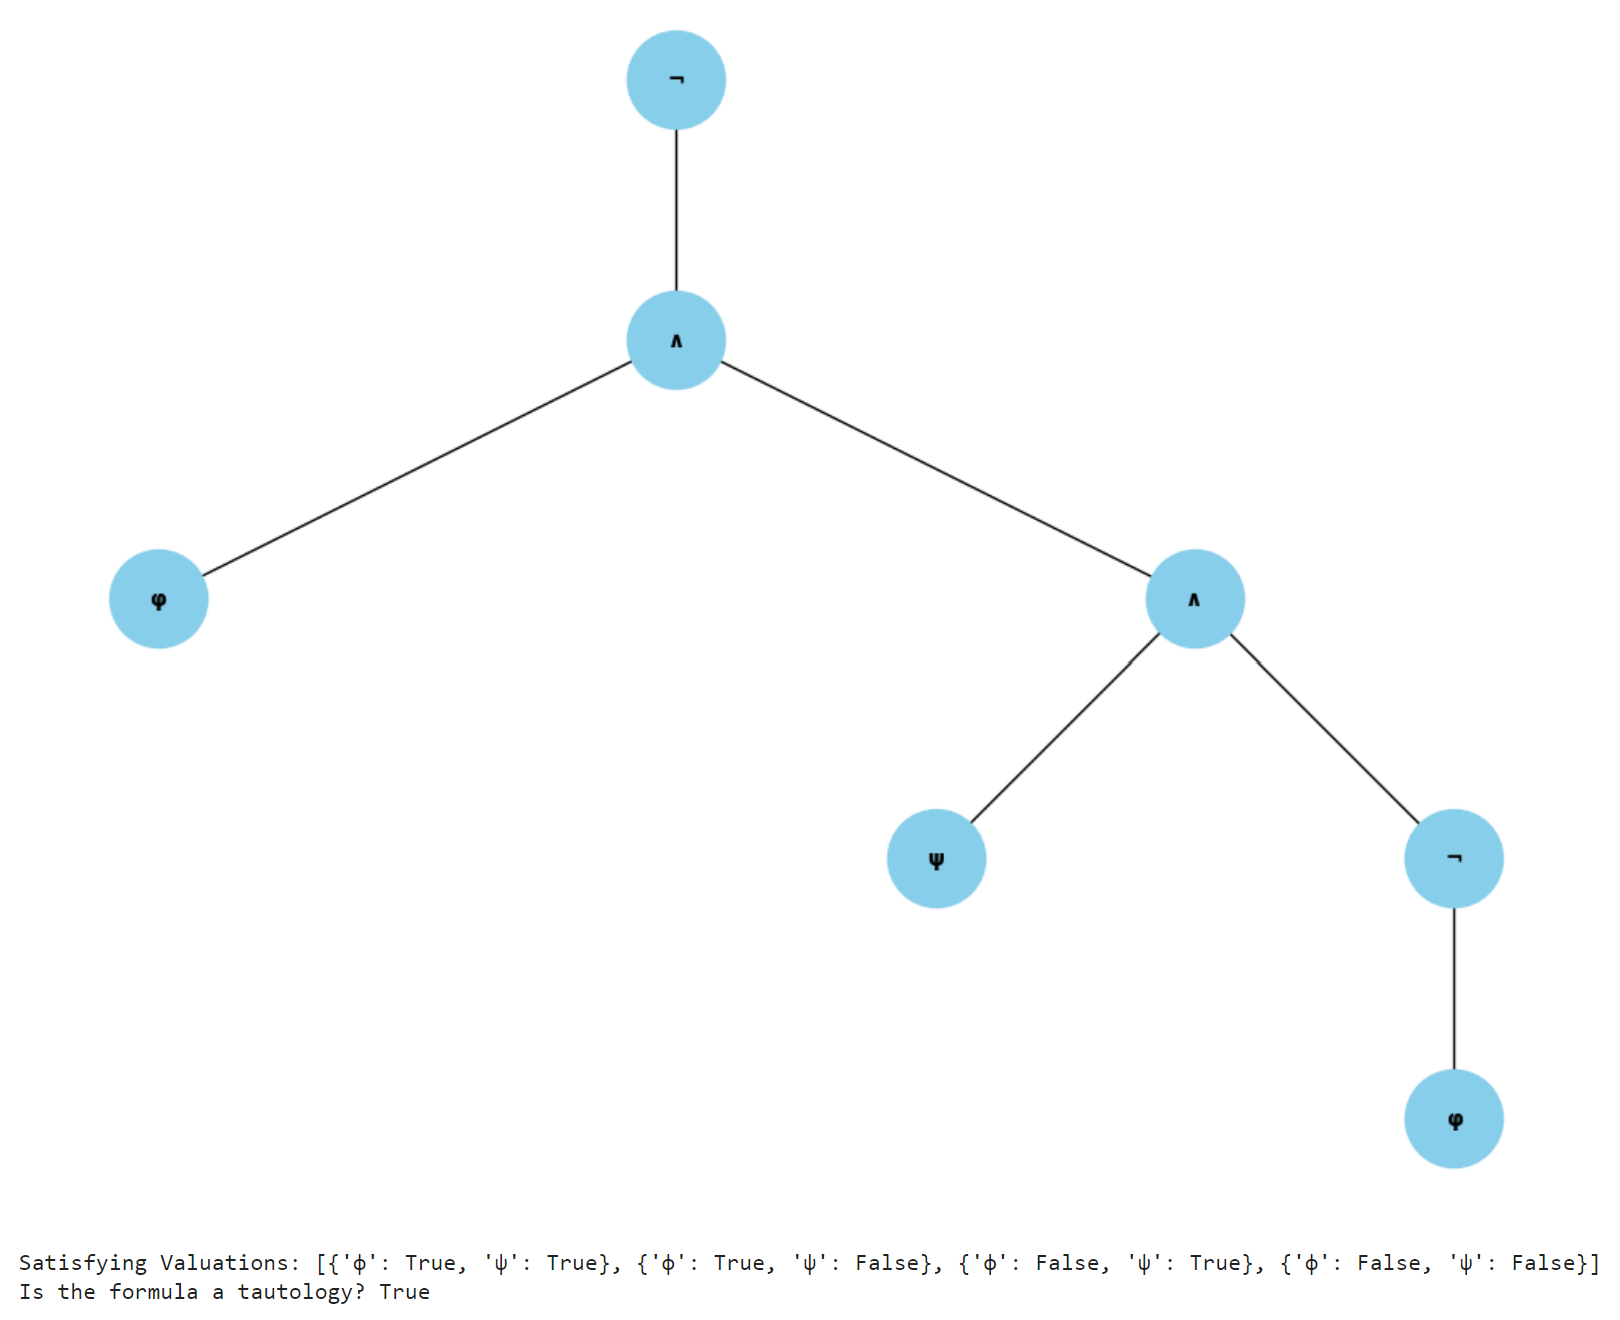 ¬
∧
φ
∧
ψ
¬
φ
Satisfying Valuations: [{'ϕ': True, 'ψ': True}, {'ϕ': True, 'ψ': False}, {'ϕ': False, 'ψ': True}, {'ϕ': False, 'ψ': False}]
Is the formula a tautology? True